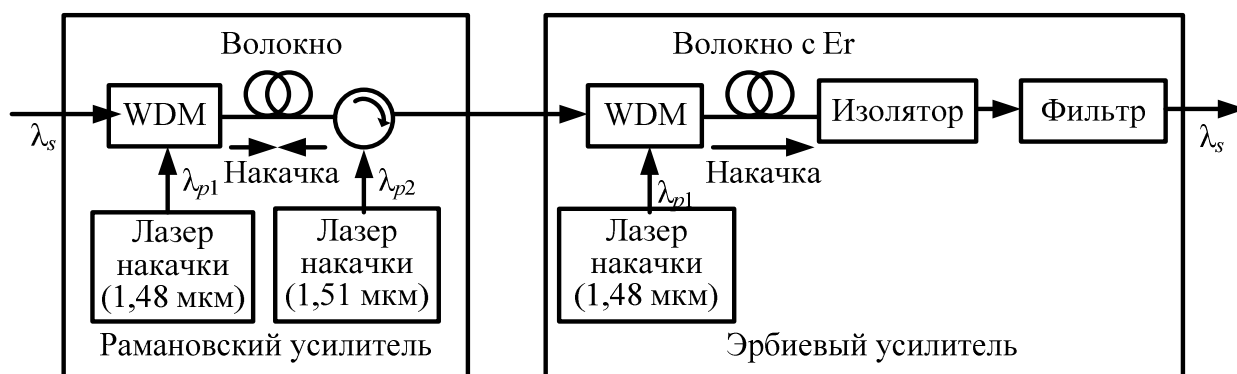 Волокно
WDM
λs
Накачка
λp1
λp2
Лазер
накачки
(1,48 мкм)
Лазер
накачки
(1,51 мкм)
Рамановский усилитель
Волокно с Er
WDM
Изолятор
Фильтр
λs
Накачка
λp1
Лазер
накачки
(1,48 мкм)
Эрбиевый усилитель